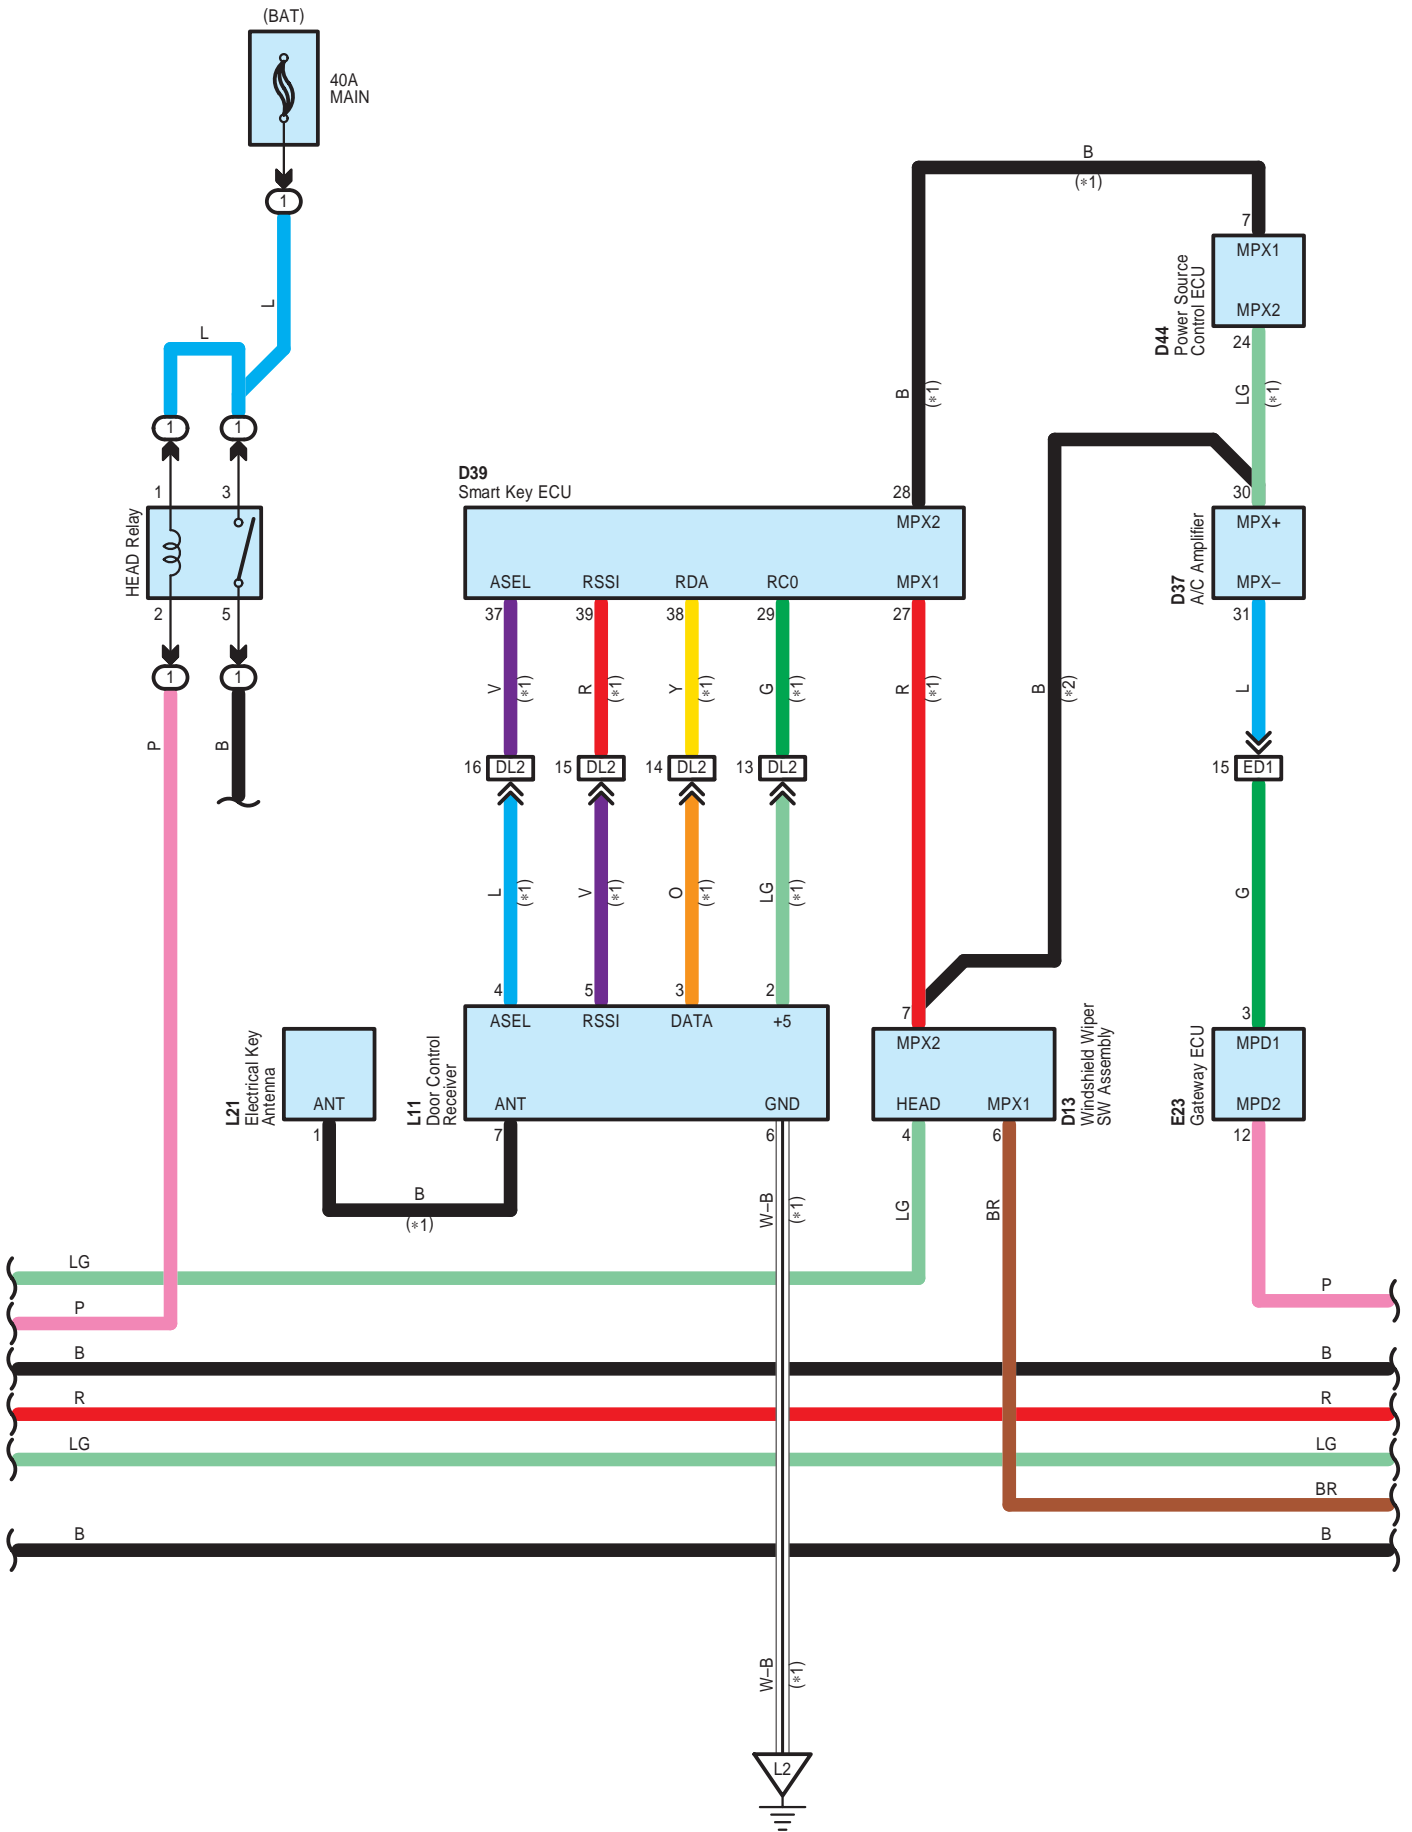 (BAT)
40A
MAIN
1
L
L
1
1
1
3
HEAD Relay
2
5
1
1
P
B
B
(*1)
7
MPX1
MPX2
D44
Power Source
Control ECU
24
B
(*1)
LG
(*1)
D39
Smart Key ECU
28
30
MPX2
ASEL
RSSI
RDA
RC0
MPX1
MPX+
MPX–
D37
A/C Amplifier
37
39
38
29
27
31
V
(*1)
R
(*1)
Y
(*1)
G
(*1)
R
(*1)
B
(*2)
L
16
DL2
15
DL2
14
DL2
13
DL2
15
ED1
L
(*1)
V
(*1)
O
(*1)
LG
(*1)
G
4
5
3
2
7
3
ASEL
RSSI
DATA
+5
ANT
GND
L21
Electrical Key
Antenna
ANT
L11
Door Control
Receiver
MPX2
HEAD
MPX1
D13
Windshield Wiper
SW Assembly
MPD1
MPD2
E23
Gateway ECU
1
7
6
4
6
12
B
(*1)
W–B
(*1)
LG
BR
LG
P
P
B
B
R
R
LG
LG
BR
B
B
W–B
(*1)
L2